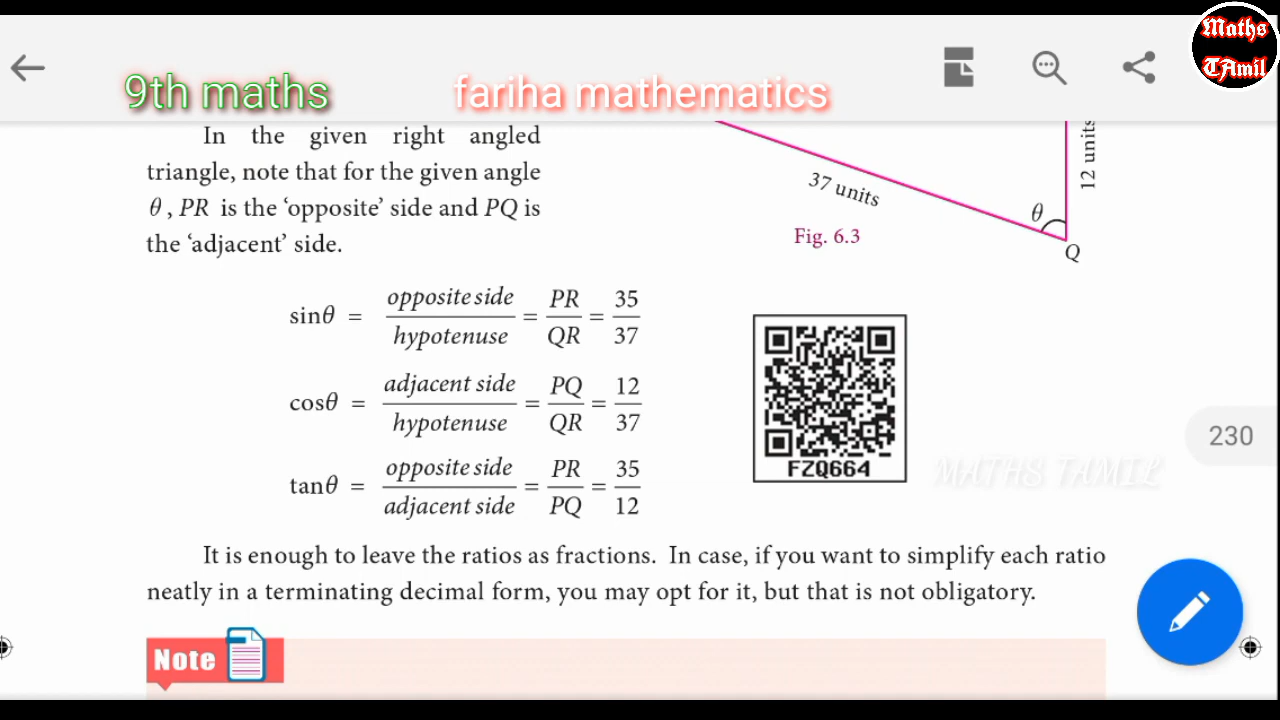 Maths
TAmil
9th maths
fariha mathematics
In the given right angled
triangle, note that for the given angle
θ, PR is the ‘opposite’ side and PQ is
the ‘adjacent’ side.
37 units
12 units
θ
Q
Fig. 6.3
sinθ = opposite side / hypotenuse = PR / QR = 35 / 37
cosθ = adjacent side / hypotenuse = PQ / QR = 12 / 37
tanθ = opposite side / adjacent side = PR / PQ = 35 / 12
FZQ664
230
MATHS TAMIL
It is enough to leave the ratios as fractions. In case, if you want to simplify each ratio
neatly in a terminating decimal form, you may opt for it, but that is not obligatory.
Note